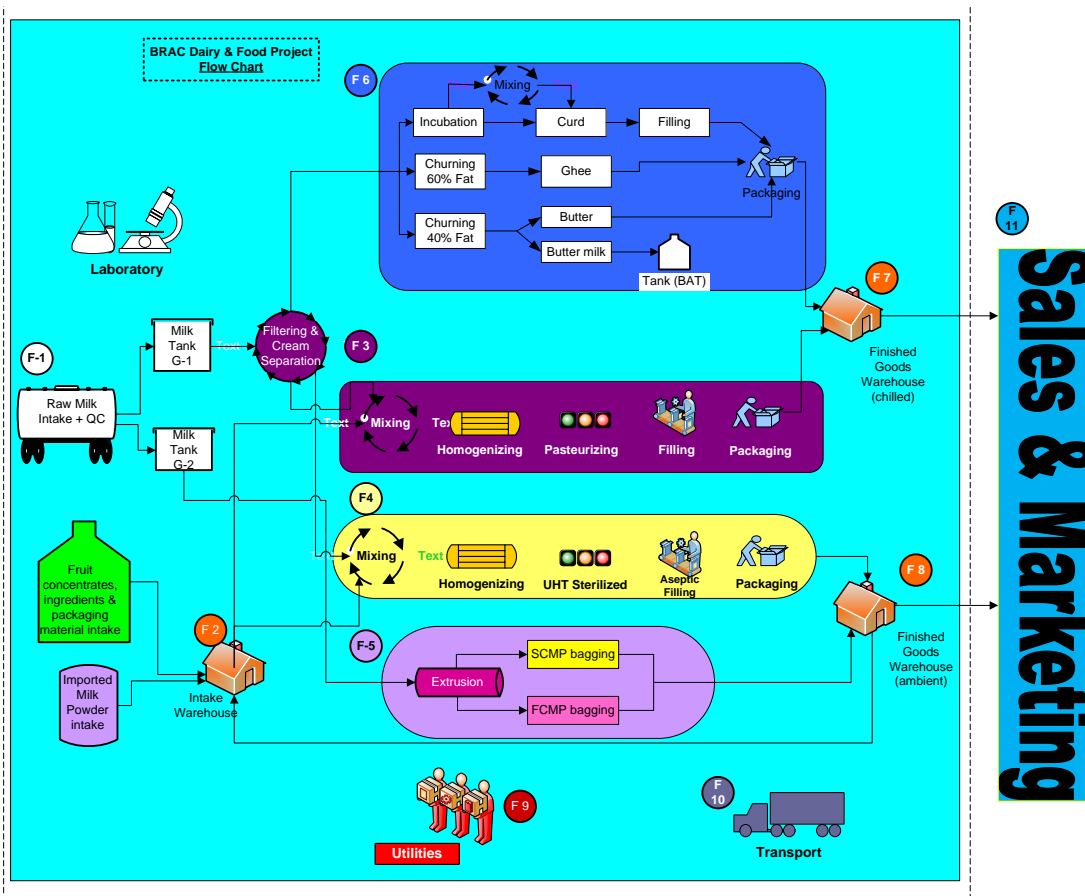 BRAC Dairy & Food Project
Flow Chart
F 6
Text
Mixing
Text
Incubation
Curd
Filling
Churning
60% Fat
Ghee
Packaging
Churning
40% Fat
Butter
Butter milk
Tank (BAT)
F
11
Sales & Marketing
Laboratory
F 7
Finished
Goods
Warehouse
(chilled)
F-1
Raw Milk
Intake + QC
Milk
Tank
G-1
Text
Filtering &
Cream
Separation
F 3
Milk
Tank
G-2
Text
Mixing
Tex
Homogenizing
Pasteurizing
Filling
Packaging
F4
T
Mixing
Text
Homogenizing
UHT Sterilized
Aseptic
Filling
Packaging
F 8
Finished
Goods
Warehouse
(ambient)
Fruit
concentrates,
ingredients &
packaging
material intake
F 2
Intake
Warehouse
Imported
Milk
Powder
intake
F-5
Extrusion
SCMP bagging
FCMP bagging
F 9
Utilities
F
10
Transport